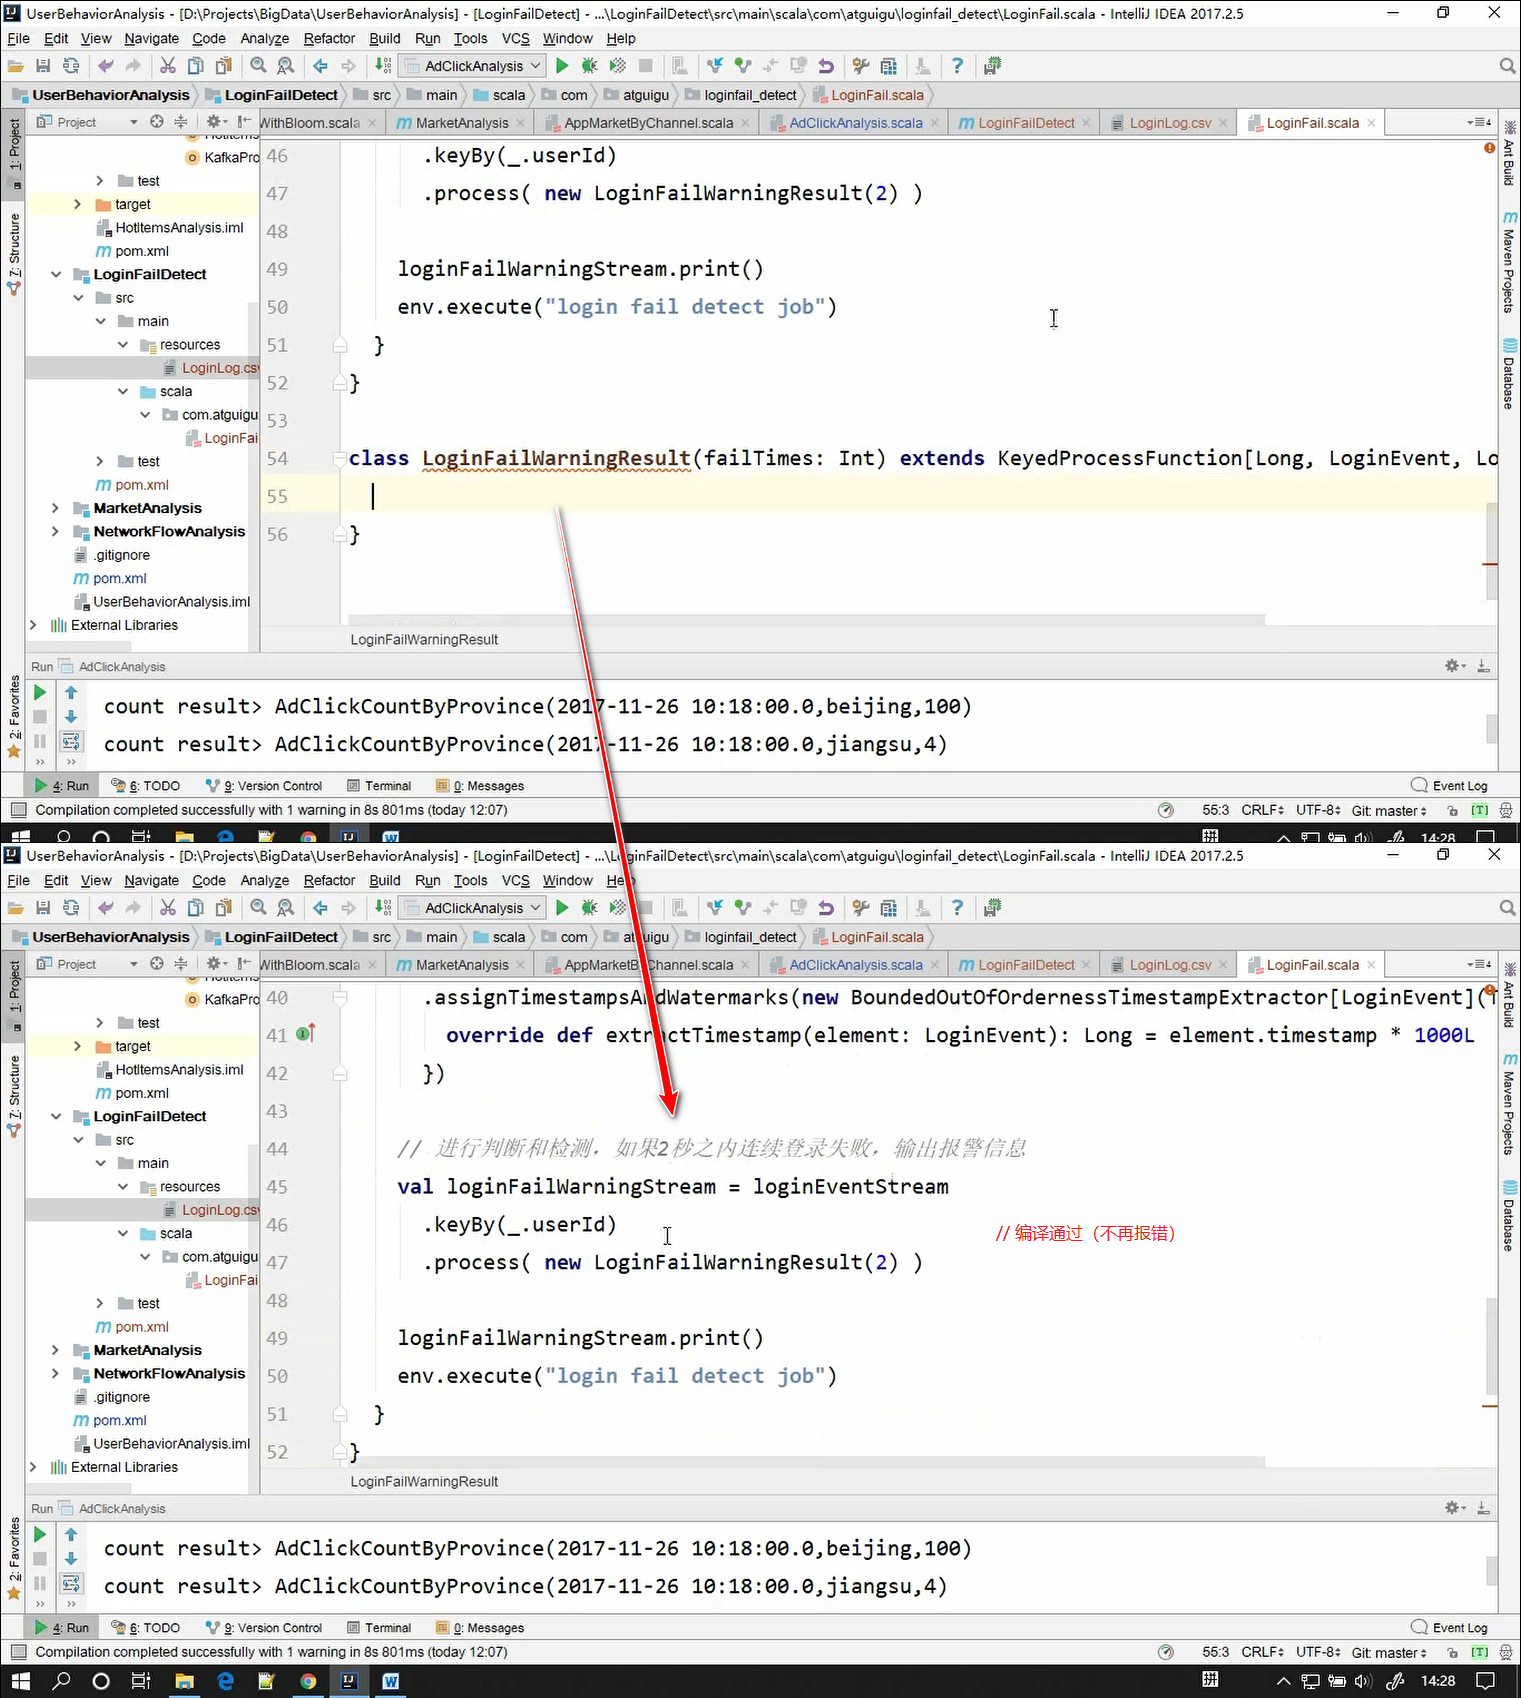 UserBehaviorAnalysis - [D:\Projects\BigData\UserBehaviorAnalysis] - [LoginFailDetect] - ...\LoginFailDetect\src\main\scala\com\atguigu\loginfail_detect\LoginFail.scala - IntelliJ IDEA 2017.2.5
File Edit View Navigate Code Analyze Refactor Build Run Tools VCS Window Help
AdClickAnalysis
UserBehaviorAnalysis LoginFailDetect src main scala com atguigu loginfail_detect LoginFail.scala
Project WithBloom.scala MarketAnalysis AppMarketByChannel.scala AdClickAnalysis.scala LoginFailDetect LoginLog.csv LoginFail.scala
1: Project
7: Structure
2: Favorites
Ant Build
Maven Projects
Database
KafkaPro
test
target
HotItemsAnalysis.iml
pom.xml
LoginFailDetect
src
main
resources
LoginLog.csv
scala
com.atguigu
LoginFai
test
pom.xml
MarketAnalysis
NetworkFlowAnalysis
.gitignore
pom.xml
UserBehaviorAnalysis.iml
External Libraries
46 .keyBy(_.userId)
47 .process( new LoginFailWarningResult(2) )
48
49 loginFailWarningStream.print()
50 env.execute("login fail detect job")
51 }
52 }
53
54 class LoginFailWarningResult(failTimes: Int) extends KeyedProcessFunction[Long, LoginEvent, Lo
55
56 }
LoginFailWarningResult
Run AdClickAnalysis
count result> AdClickCountByProvince(2017-11-26 10:18:00.0,beijing,100)
count result> AdClickCountByProvince(2017-11-26 10:18:00.0,jiangsu,4)
4: Run 6: TODO 9: Version Control Terminal 0: Messages Event Log
Compilation completed successfully with 1 warning in 8s 801ms (today 12:07) 55:3 CRLF UTF-8 Git: master [T]
拼 14:28
UserBehaviorAnalysis - [D:\Projects\BigData\UserBehaviorAnalysis] - [LoginFailDetect] - ...\LoginFailDetect\src\main\scala\com\atguigu\loginfail_detect\LoginFail.scala - IntelliJ IDEA 2017.2.5
File Edit View Navigate Code Analyze Refactor Build Run Tools VCS Window Help
AdClickAnalysis
UserBehaviorAnalysis LoginFailDetect src main scala com atguigu loginfail_detect LoginFail.scala
Project WithBloom.scala MarketAnalysis AppMarketByChannel.scala AdClickAnalysis.scala LoginFailDetect LoginLog.csv LoginFail.scala
1: Project
7: Structure
2: Favorites
Ant Build
Maven Projects
Database
KafkaPro
test
target
HotItemsAnalysis.iml
pom.xml
LoginFailDetect
src
main
resources
LoginLog.csv
scala
com.atguigu
LoginFai
test
pom.xml
MarketAnalysis
NetworkFlowAnalysis
.gitignore
pom.xml
UserBehaviorAnalysis.iml
External Libraries
40 .assignTimestampsAndWatermarks(new BoundedOutOfOrdernessTimestampExtractor[LoginEvent](
41 override def extractTimestamp(element: LoginEvent): Long = element.timestamp * 1000L
42 })
43
44 // 进行判断和检测，如果2秒之内连续登录失败，输出报警信息
45 val loginFailWarningStream = loginEventStream
46 .keyBy(_.userId) // 编译通过（不再报错）
47 .process( new LoginFailWarningResult(2) )
48
49 loginFailWarningStream.print()
50 env.execute("login fail detect job")
51 }
52 }
LoginFailWarningResult
Run AdClickAnalysis
count result> AdClickCountByProvince(2017-11-26 10:18:00.0,beijing,100)
count result> AdClickCountByProvince(2017-11-26 10:18:00.0,jiangsu,4)
4: Run 6: TODO 9: Version Control Terminal 0: Messages Event Log
Compilation completed successfully with 1 warning in 8s 801ms (today 12:07) 55:3 CRLF UTF-8 Git: master [T]
拼 14:28